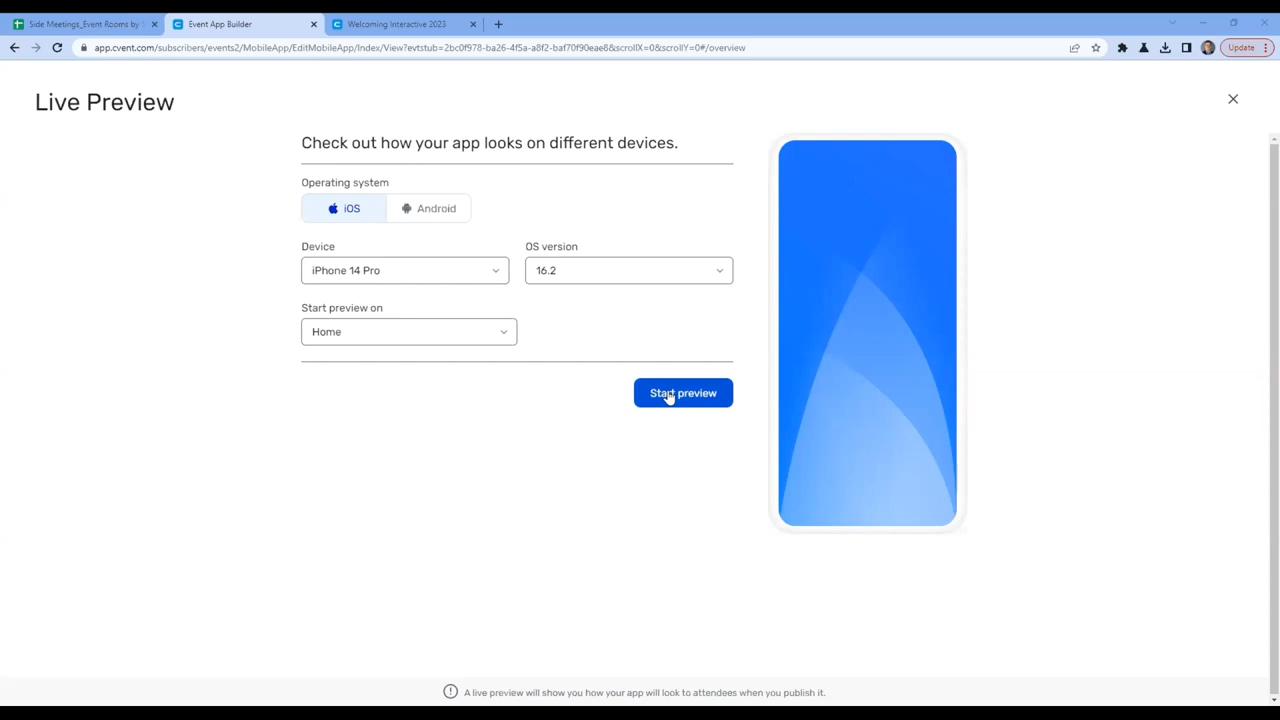 Side Meetings_Event Rooms by
Event App Builder
Welcoming Interactive 2023
app.cvent.com/subscribers/events2/MobileApp/EditMobileApp/Index/View?evtstub=2bc0f978-ba26-4f5a-a8f2-baf70f90eae8&scrollX=0&scrollY=0#/overview
Update
Live Preview
Check out how your app looks on different devices.
Operating system
iOS
Android
Device
OS version
iPhone 14 Pro
16.2
Start preview on
Home
Start preview
A live preview will show you how your app will look to attendees when you publish it.